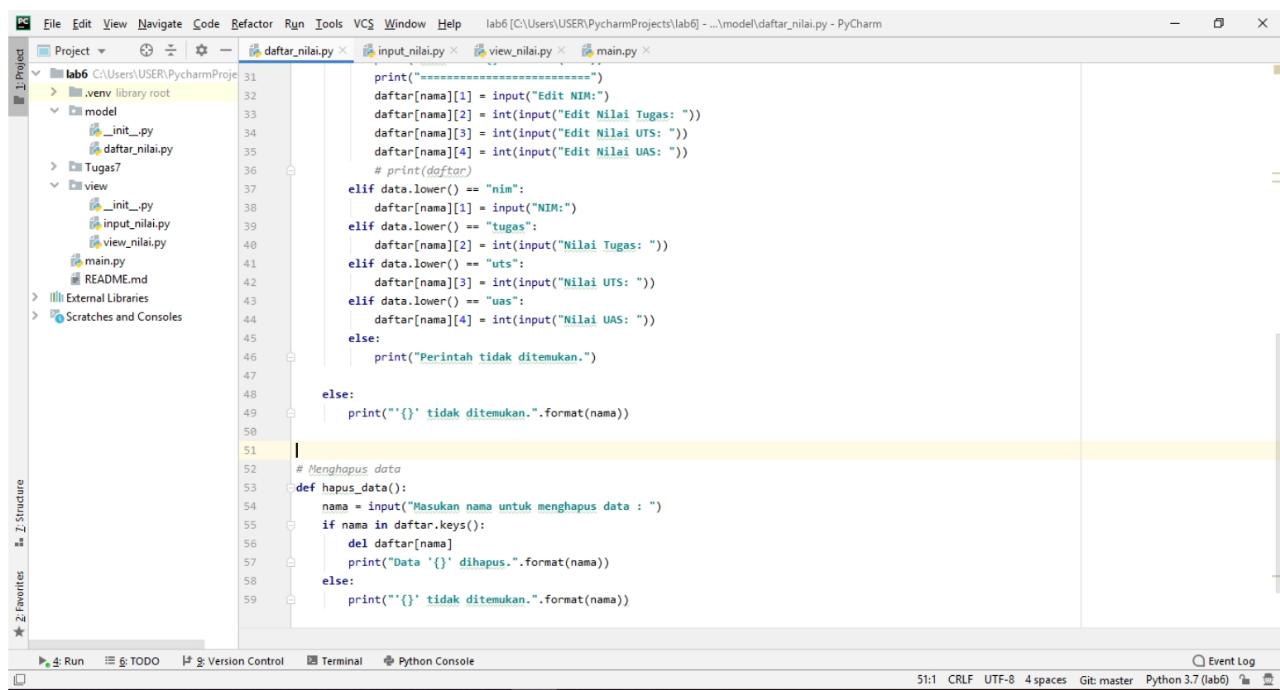 File Edit View Navigate Code Refactor Run Tools VCS Window Help lab6 [C:\Users\USER\PycharmProjects\lab6] - ...\model\daftar_nilai.py - PyCharm
Project daftar_nilai.py input_nilai.py view_nilai.py main.py
1: Project
lab6 C:\Users\USER\PycharmProje
.venv library root
model
__init__.py
daftar_nilai.py
Tugas7
view
__init__.py
input_nilai.py
view_nilai.py
main.py
README.md
External Libraries
Scratches and Consoles
31 print("==========================")
32 daftar[nama][1] = input("Edit NIM:")
33 daftar[nama][2] = int(input("Edit Nilai Tugas: "))
34 daftar[nama][3] = int(input("Edit Nilai UTS: "))
35 daftar[nama][4] = int(input("Edit Nilai UAS: "))
36 # print(daftar)
37 elif data.lower() == "nim":
38 daftar[nama][1] = input("NIM:")
39 elif data.lower() == "tugas":
40 daftar[nama][2] = int(input("Nilai Tugas: "))
41 elif data.lower() == "uts":
42 daftar[nama][3] = int(input("Nilai UTS: "))
43 elif data.lower() == "uas":
44 daftar[nama][4] = int(input("Nilai UAS: "))
45 else:
46 print("Perintah tidak ditemukan.")
47
48 else:
49 print("'{}' tidak ditemukan.".format(nama))
50
51
52 # Menghapus data
53 def hapus_data():
54 nama = input("Masukan nama untuk menghapus data : ")
55 if nama in daftar.keys():
56 del daftar[nama]
57 print("Data '{}' dihapus.".format(nama))
58 else:
59 print("'{}' tidak ditemukan.".format(nama))
Z: Structure
2: Favorites
4: Run 6: TODO 9: Version Control Terminal Python Console Event Log
51:1 CRLF UTF-8 4 spaces Git: master Python 3.7 (lab6)